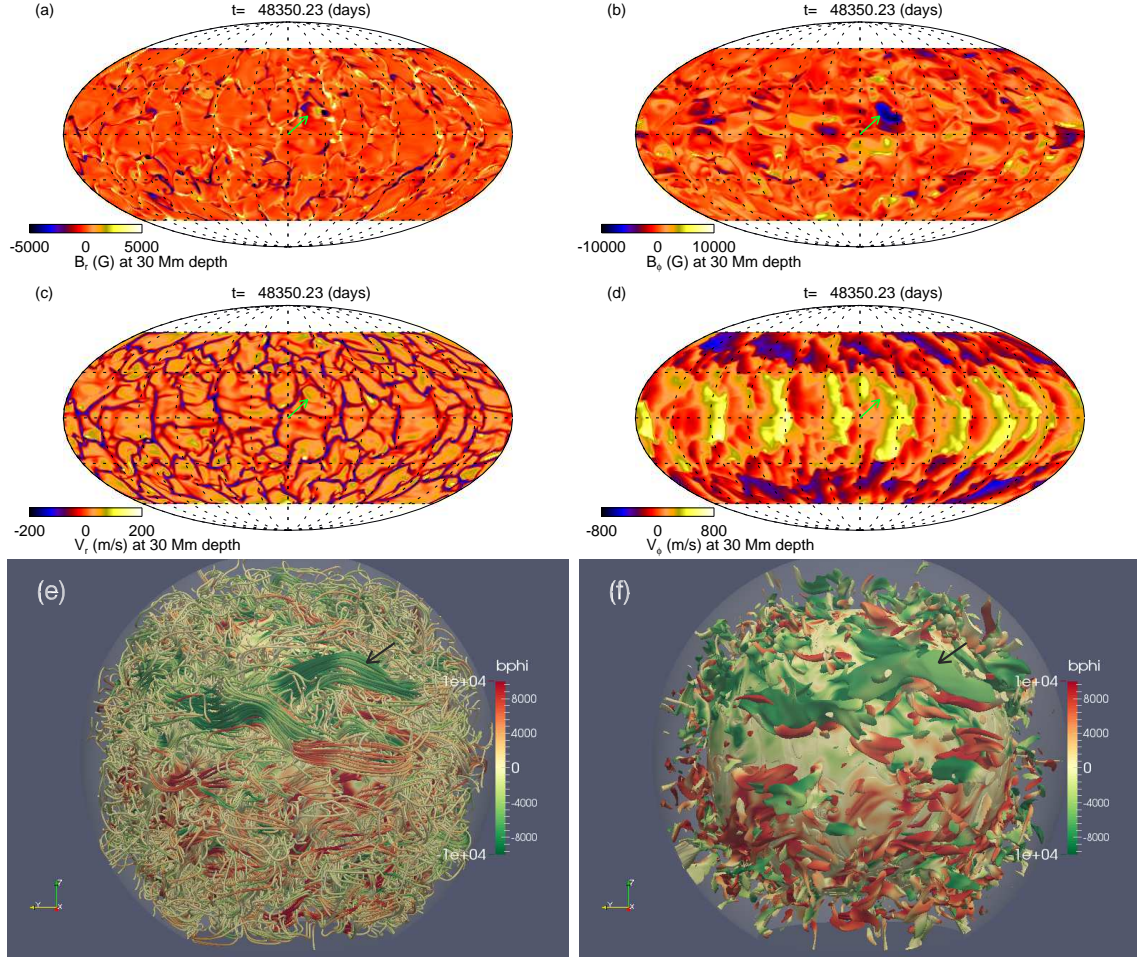 (a)
t= 48350.23 (days)
-5000 0 5000
B_r (G) at 30 Mm depth
(b)
t= 48350.23 (days)
-10000 0 10000
B_ϕ (G) at 30 Mm depth
(c)
t= 48350.23 (days)
-200 0 200
V_r (m/s) at 30 Mm depth
(d)
t= 48350.23 (days)
-800 0 800
V_ϕ (m/s) at 30 Mm depth
(e)
bphi
1e+04
8000
4000
0
-4000
-8000
1e+04
Z
Y
X
(f)
bphi
1e+04
8000
4000
0
-4000
-8000
1e+04
Z
Y
X